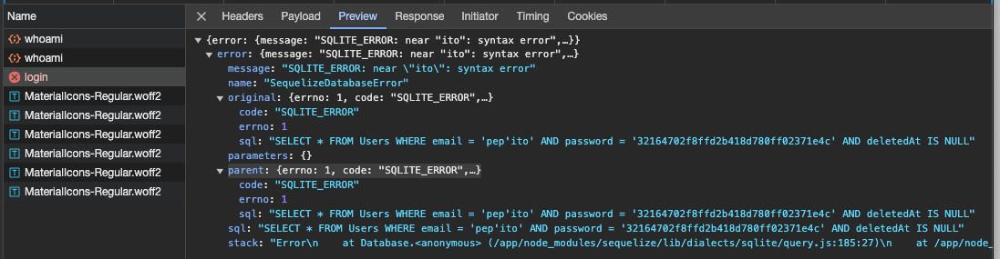 Name
Headers Payload Preview Response Initiator Timing Cookies
whoami
whoami
login
MaterialIcons-Regular.woff2
MaterialIcons-Regular.woff2
MaterialIcons-Regular.woff2
MaterialIcons-Regular.woff2
MaterialIcons-Regular.woff2
MaterialIcons-Regular.woff2
{error: {message: "SQLITE_ERROR: near "ito": syntax error",…}}
error: {message: "SQLITE_ERROR: near "ito": syntax error",…}
message: "SQLITE_ERROR: near \"ito\": syntax error"
name: "SequelizeDatabaseError"
original: {errno: 1, code: "SQLITE_ERROR",…}
code: "SQLITE_ERROR"
errno: 1
sql: "SELECT * FROM Users WHERE email = 'pep'ito' AND password = '32164702f8ffd2b418d780ff02371e4c' AND deletedAt IS NULL"
parameters: {}
parent: {errno: 1, code: "SQLITE_ERROR",…}
code: "SQLITE_ERROR"
errno: 1
sql: "SELECT * FROM Users WHERE email = 'pep'ito' AND password = '32164702f8ffd2b418d780ff02371e4c' AND deletedAt IS NULL"
sql: "SELECT * FROM Users WHERE email = 'pep'ito' AND password = '32164702f8ffd2b418d780ff02371e4c' AND deletedAt IS NULL"
stack: "Error\n    at Database.<anonymous> (/app/node_modules/sequelize/lib/dialects/sqlite/query.js:185:27)\n    at /app/node_